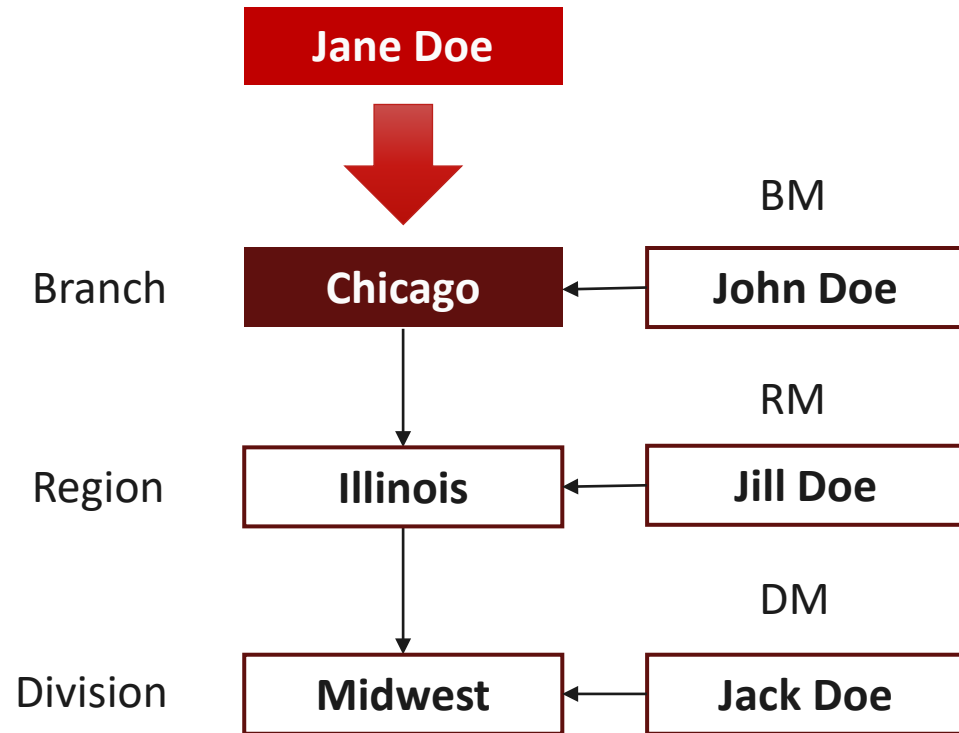 Jane Doe
BM
Branch
Chicago
John Doe
RM
Region
Illinois
Jill Doe
DM
Division
Midwest
Jack Doe